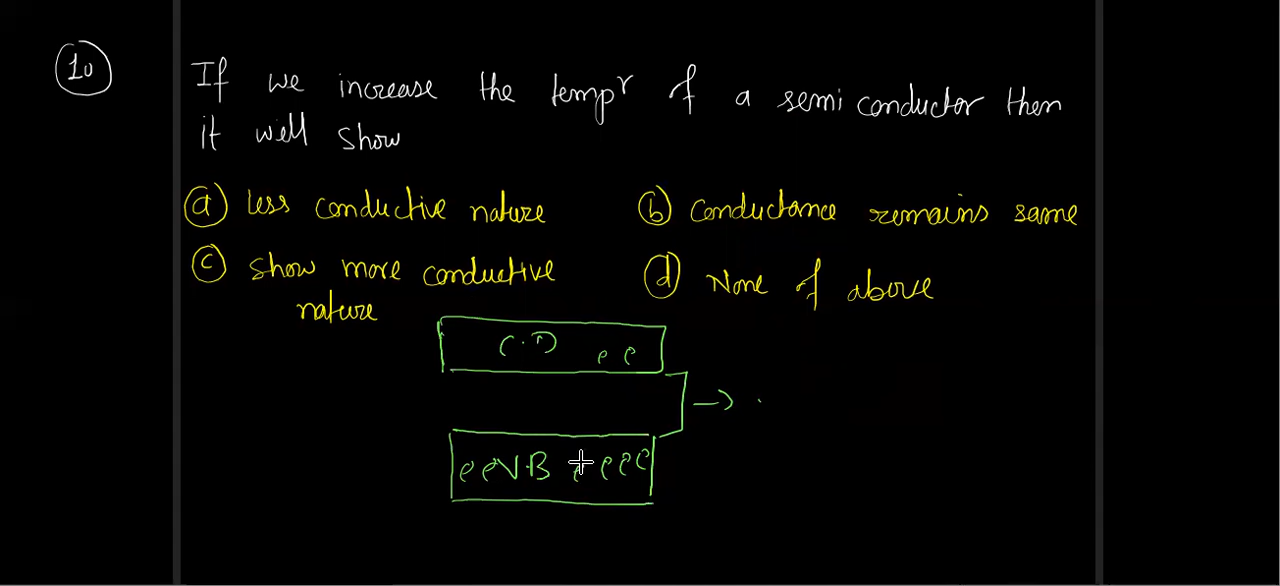 10
If we increase the tempr of a semi conductor then
it well show
a less conductive nature
b conductance remains same
c show more conductive
nature
d None of above
e e
e e V.B e e e e